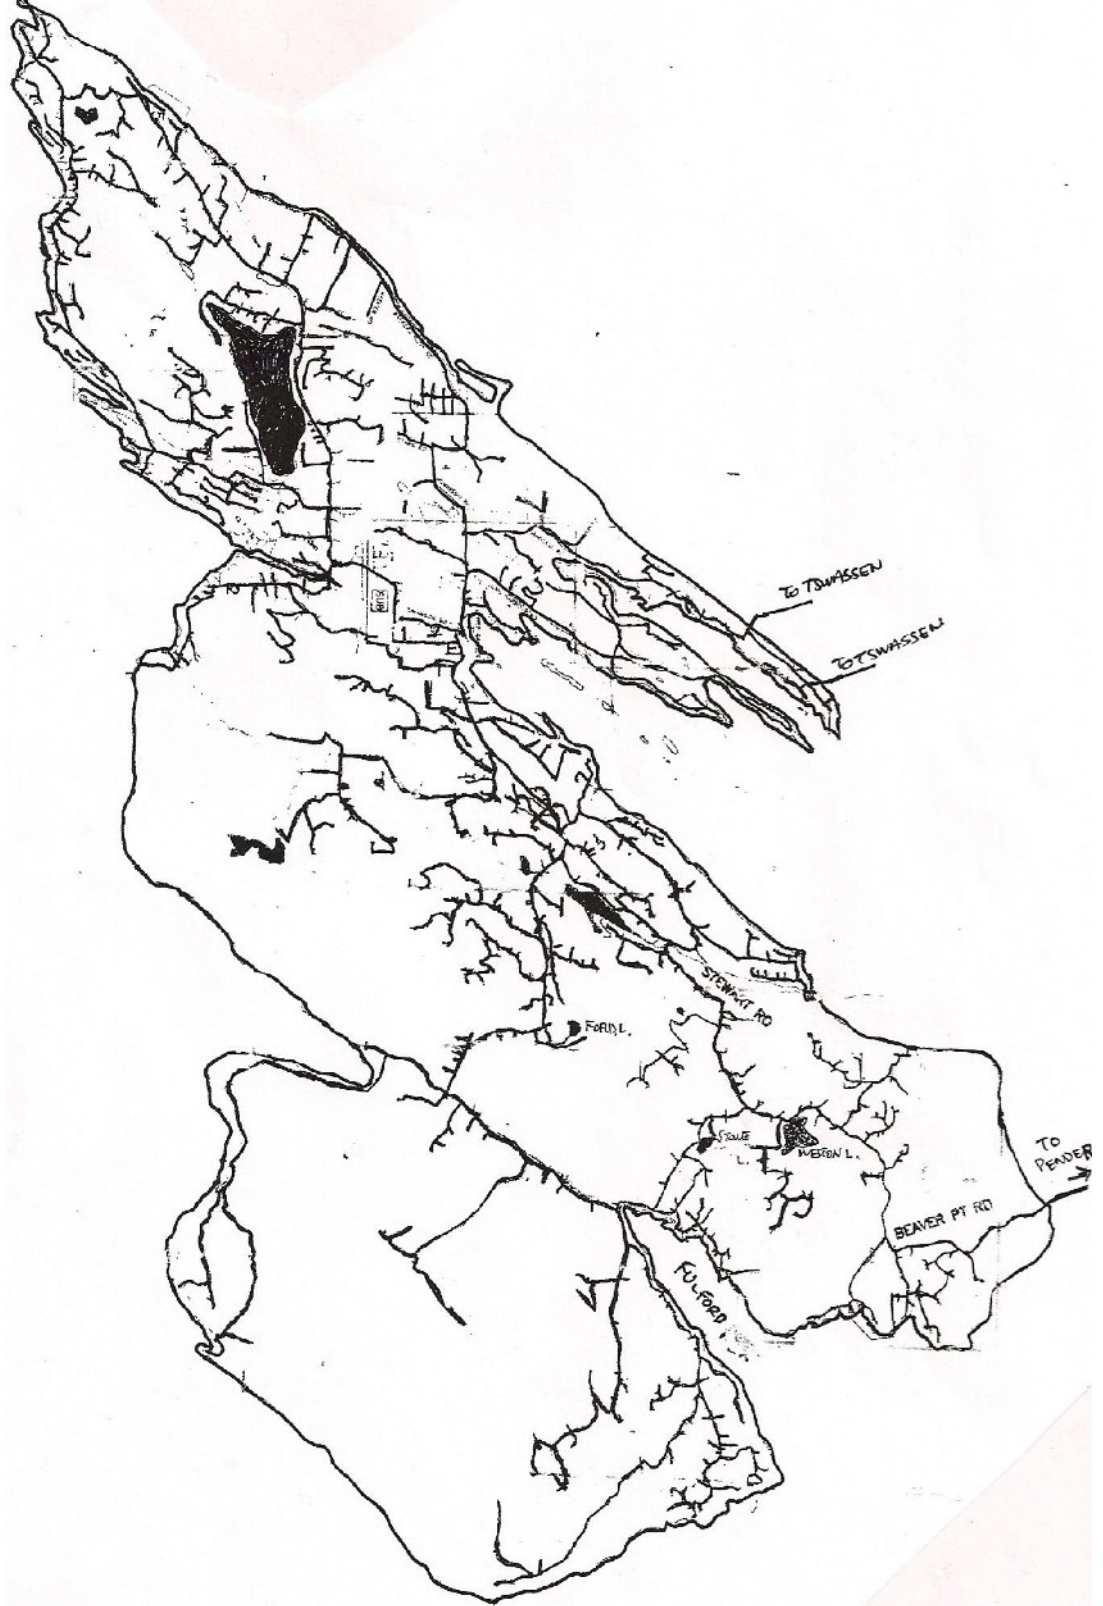 To TSWASSEN
To TSWASSEN
STEWART RD
FORD L.
STOWE
L.
WESTON L.
TO
PENDER
BEAVER PT RD
FULFORD